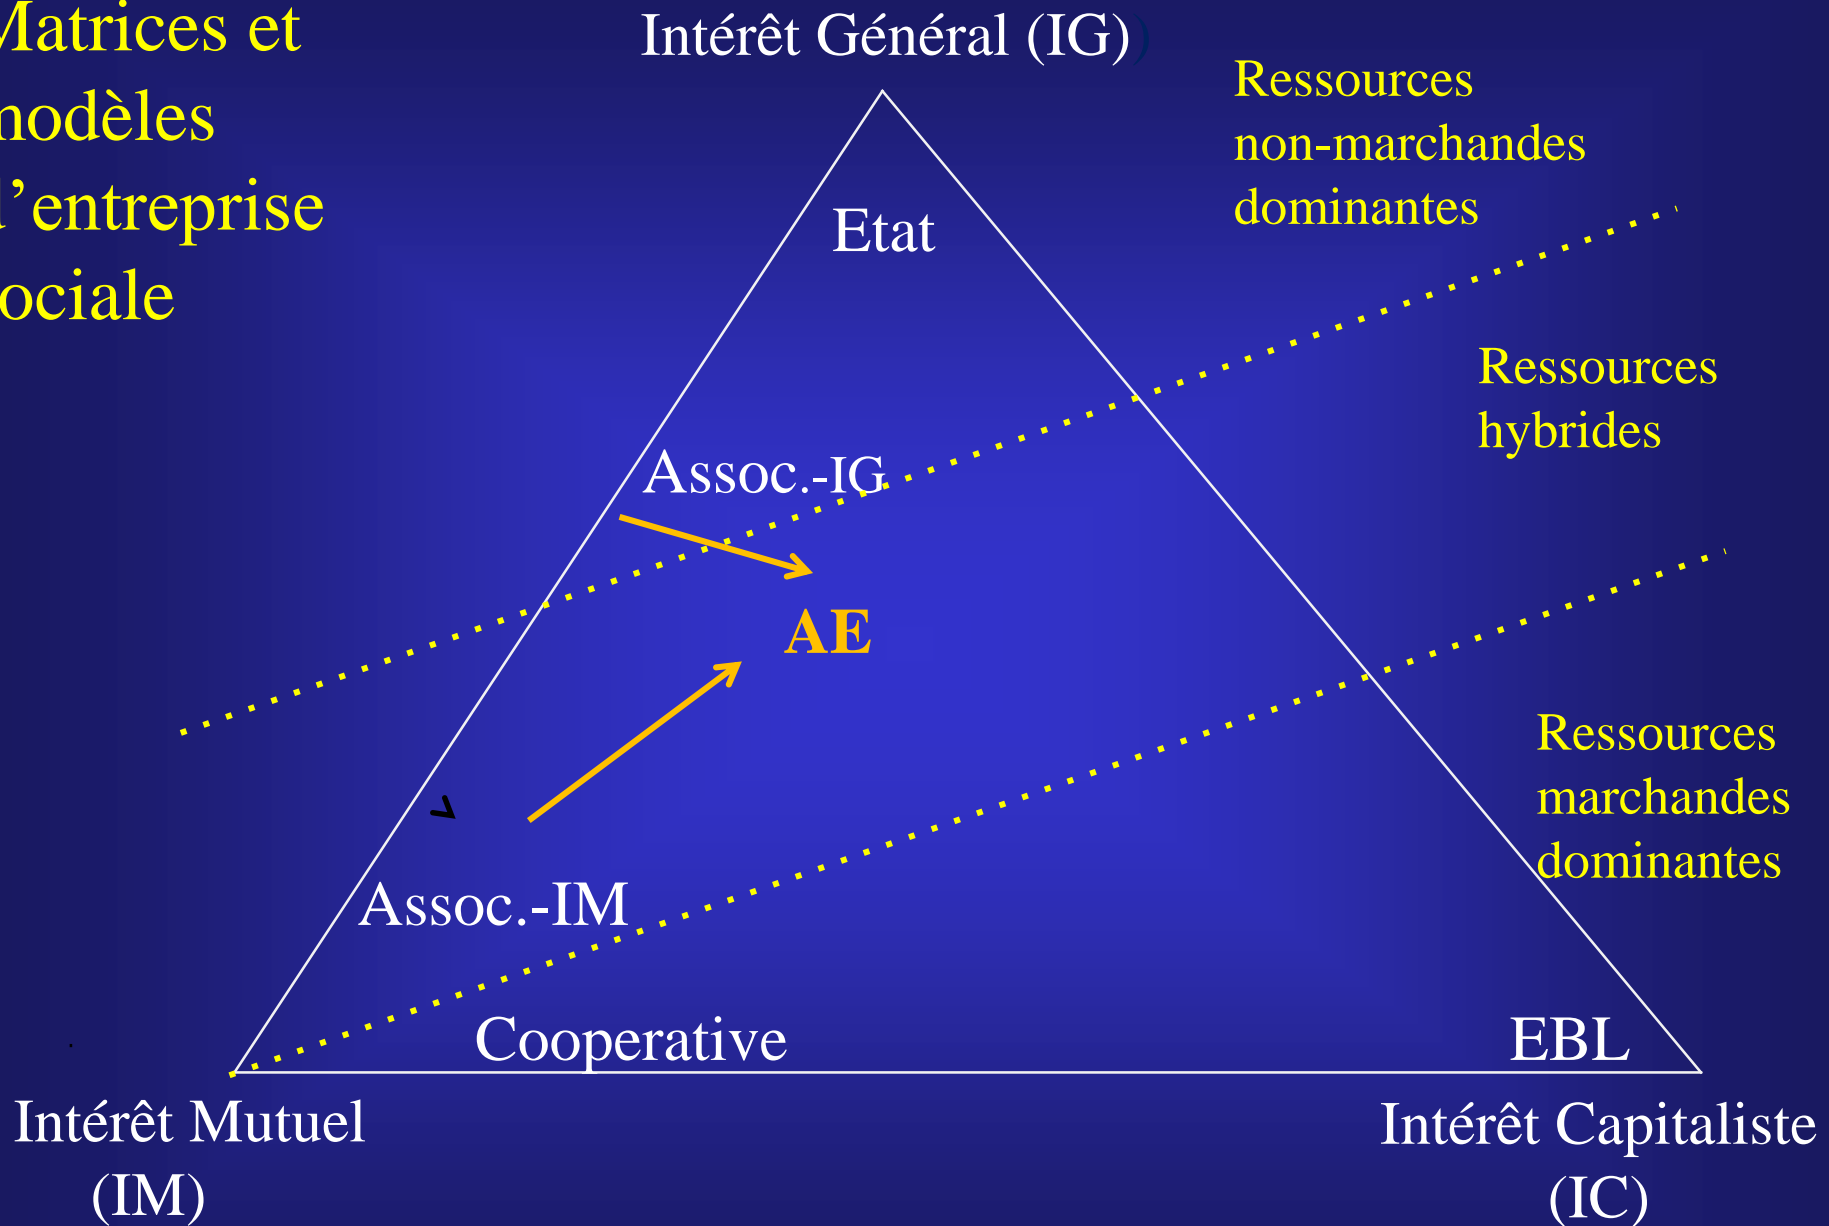 Matrices et
modèles
d’entreprise
sociale
Intérêt Général (IG))
Ressources
non-marchandes
dominantes
Etat
Ressources
hybrides
Assoc.-IG
AE
Ressources
marchandes
dominantes
Assoc.-IM
Cooperative
EBL
Intérêt Mutuel
(IM)
Intérêt Capitaliste
(IC)